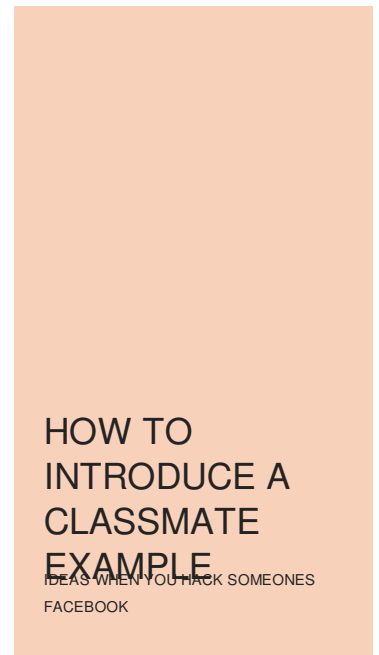 HOW TO
INTRODUCE A
CLASSMATE
EXAMPLE
IDEAS WHEN YOU HACK SOMEONES
FACEBOOK